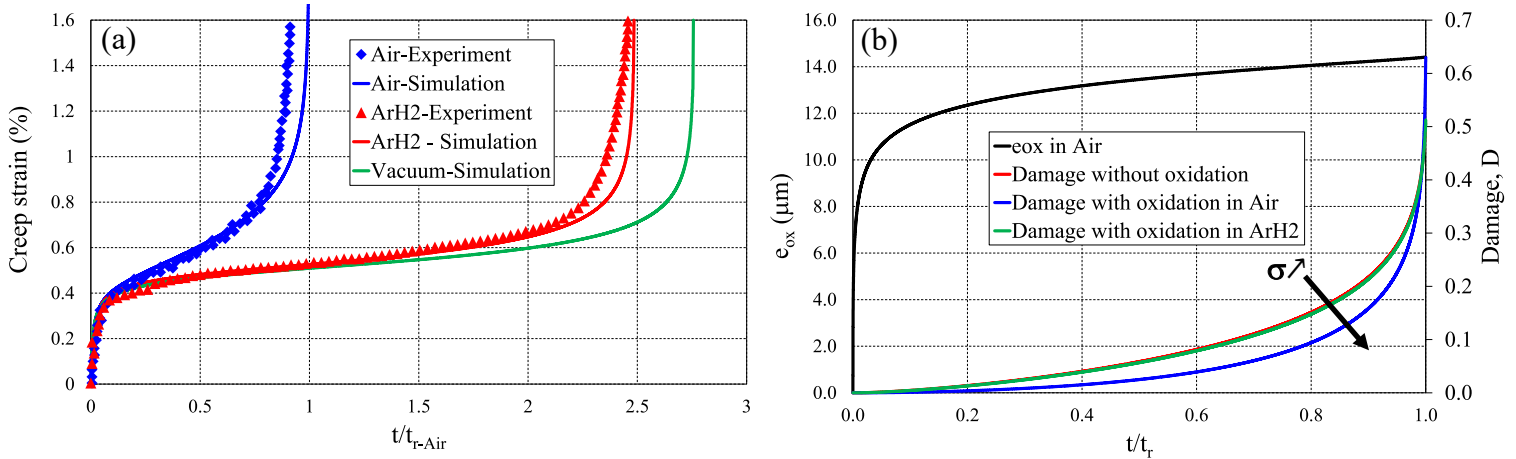 (a)
Creep strain (%)
1.6
1.4
1.2
1
0.8
0.6
0.4
0.2
0
Air-Experiment
Air-Simulation
ArH2-Experiment
ArH2 - Simulation
Vacuum-Simulation
0 0.5 1 1.5 2 2.5 3
t/tr-Air
(b)
eox (µm)
16.0
14.0
12.0
10.0
8.0
6.0
4.0
2.0
0.0
eox in Air
Damage without oxidation
Damage with oxidation in Air
Damage with oxidation in ArH2
σ↗
0.7
0.6
0.5
0.4
0.3
0.2
0.1
0.0
Damage, D
0.0 0.2 0.4 0.6 0.8 1.0
t/tr